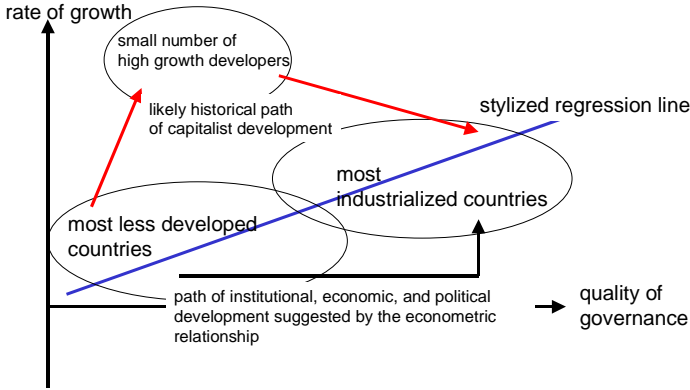 rate of growth
small number of
high growth developers
likely historical path
of capitalist development
stylized regression line
most
industrialized countries
most less developed
countries
path of institutional, economic, and political
development suggested by the econometric
relationship
quality of
governance